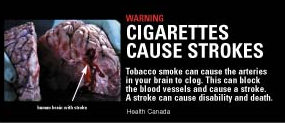 WARNING
CIGARETTES
CAUSE STROKES
Tobacco smoke can cause the arteries
in your brain to clog. This can block
the blood vessels and cause a stroke.
A stroke can cause disability and death.
Health Canada
human brain with stroke